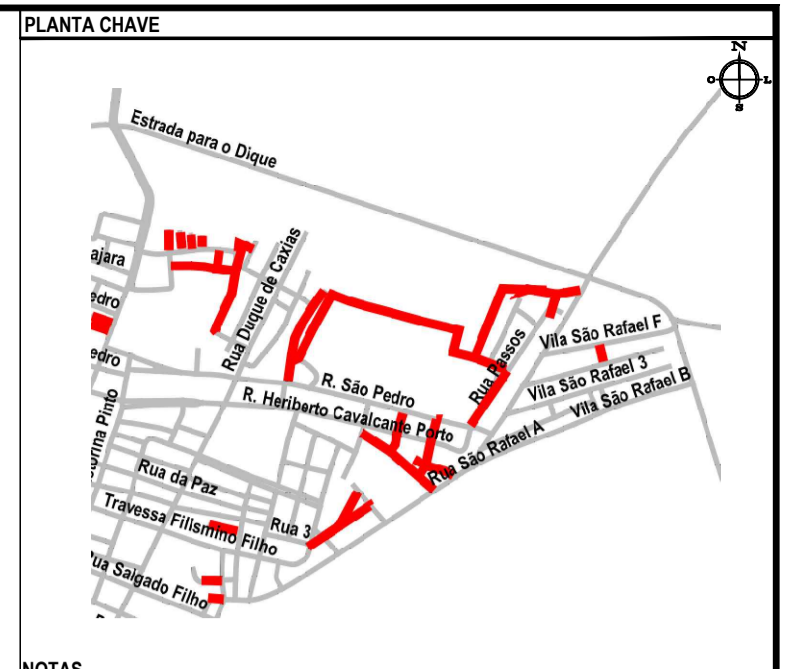 PLANTA CHAVE
N
O
L
S
Estrada para o Dique
ajara
edro
edro
Rua Duque de Caxias
R. São Pedro
R. Heriberto Cavalcante Porto
Rua Passos
Vila São Rafael F
Vila São Rafael 3
Vila São Rafael B
Rua São Rafael A
torina Pinto
Rua da Paz
Travessa Filismino Filho
Rua 3
Rua Salgado Filho
NOTAS